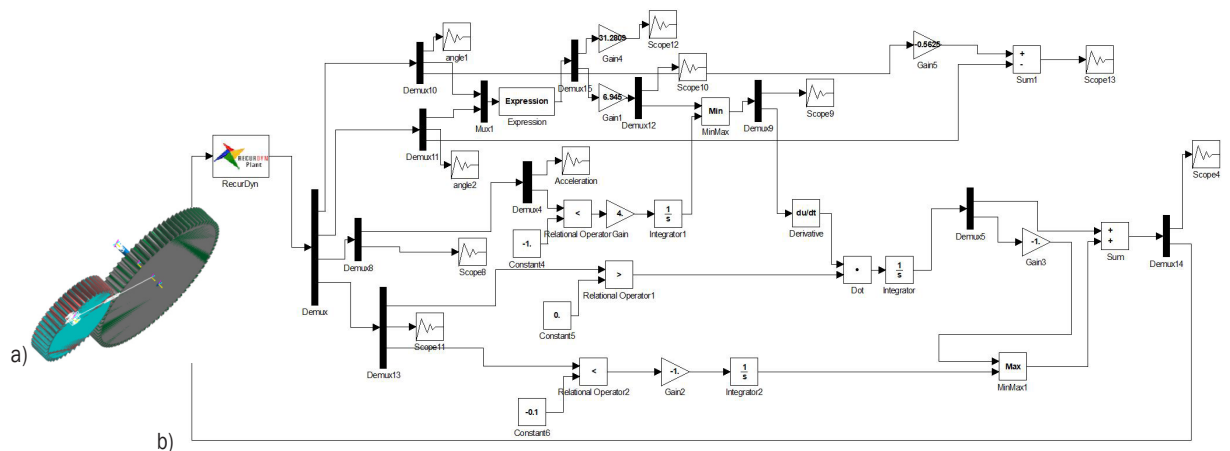 angle1
Demux10
31.2803
Gain4
Scope12
Demux15
Scope10
-0.5625
Gain5
+
-
Sum1
Scope13
Mux1
Expression
Expression
6.945
Gain1
Demux12
Min
MinMax
Demux9
Scope9
Demux11
angle2
RECURDYN
Plant
RecurDyn
Acceleration
Demux4
<
Relational Operator
4.
Gain
1
s
Integrator1
-1.
Constant4
du/dt
Derivative
Scope4
Demux5
-1.
Gain3
+
+
Sum
Demux14
Demux
Demux8
Scope8
>
Relational Operator1
0.
Constant5
•
Dot
1
s
Integrator
Scope11
Demux13
<
Relational Operator2
-1.
Gain2
1
s
Integrator2
-0.1
Constant6
Max
MinMax1
a)
b)